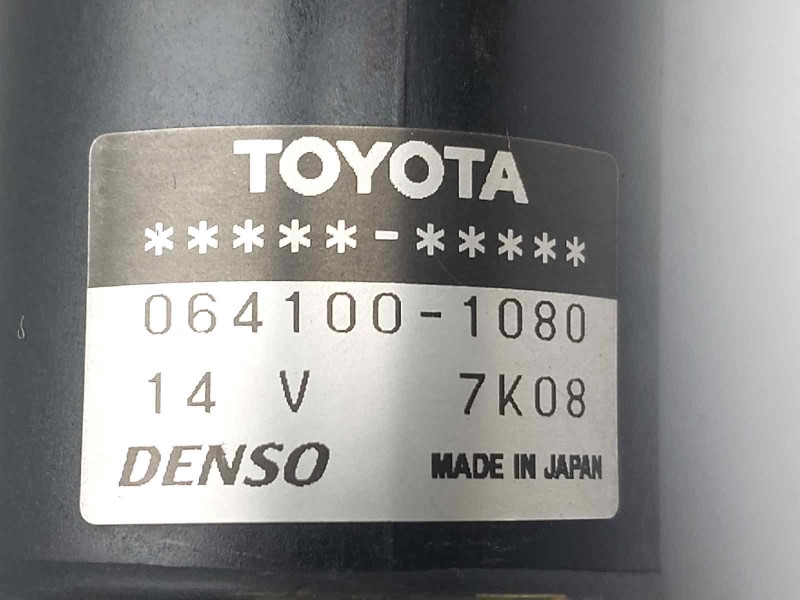 TOYOTA
*****-*****
064100-1080
14 V 7K08
DENSO MADE IN JAPAN